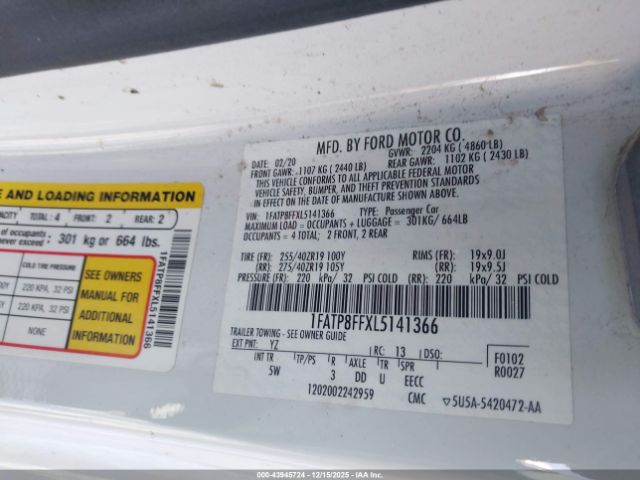 E AND LOADING INFORMATION
PACITY TOTAL: 4 FRONT: 2 REAR: 2
of occupants
never exceed: 301 kg or 664 lbs.
COLD TIRE PRESSURE
220 KPA, 32 PSI
220 KPA, 32 PSI
NONE
SEE OWNERS
MANUAL FOR
ADDITIONAL
INFORMATION
1FATP8FFXL5141366
MFD. BY FORD MOTOR CO.
DATE: 02/20 GVWR: 2204 KG ( 4860 LB)
FRONT GAWR: 1107 KG ( 2440 LB) REAR GAWR: 1102 KG ( 2430 LB)
THIS VEHICLE CONFORMS TO ALL APPLICABLE FEDERAL MOTOR
VEHICLE SAFETY, BUMPER, AND THEFT PREVENTION STANDARDS IN
EFFECT ON THE DATE OF MANUFACTURE SHOWN ABOVE.
VIN: 1FATP8FFXL5141366 TYPE: Passenger Car
MAXIMUM LOAD = OCCUPANTS + LUGGAGE = 301KG/ 664LB
OCCUPANTS = 4 TOTAL; 2 FRONT, 2 REAR
TIRE (FR): 255/40ZR19 100Y RIMS (FR): 19x9.0J
(RR): 275/40ZR19 105Y (RR): 19x9.5J
PRESSURE (FR): 220 kPa/ 32 PSI COLD (RR) 220 kPa/ 32 PSI COLD
1FATP8FFXL5141366
TRAILER TOWING - SEE OWNER GUIDE
EXT PNT: YZ RC: 13 DSO: F0102
INT TR TP/PS R AXLE TR SPR R0027
5W 3 DD U EECC
1202002242959 CMC ▽5U5A-5420472-AA
000-43945724 - 12/15/2025 - Copyright © IAA, LLC